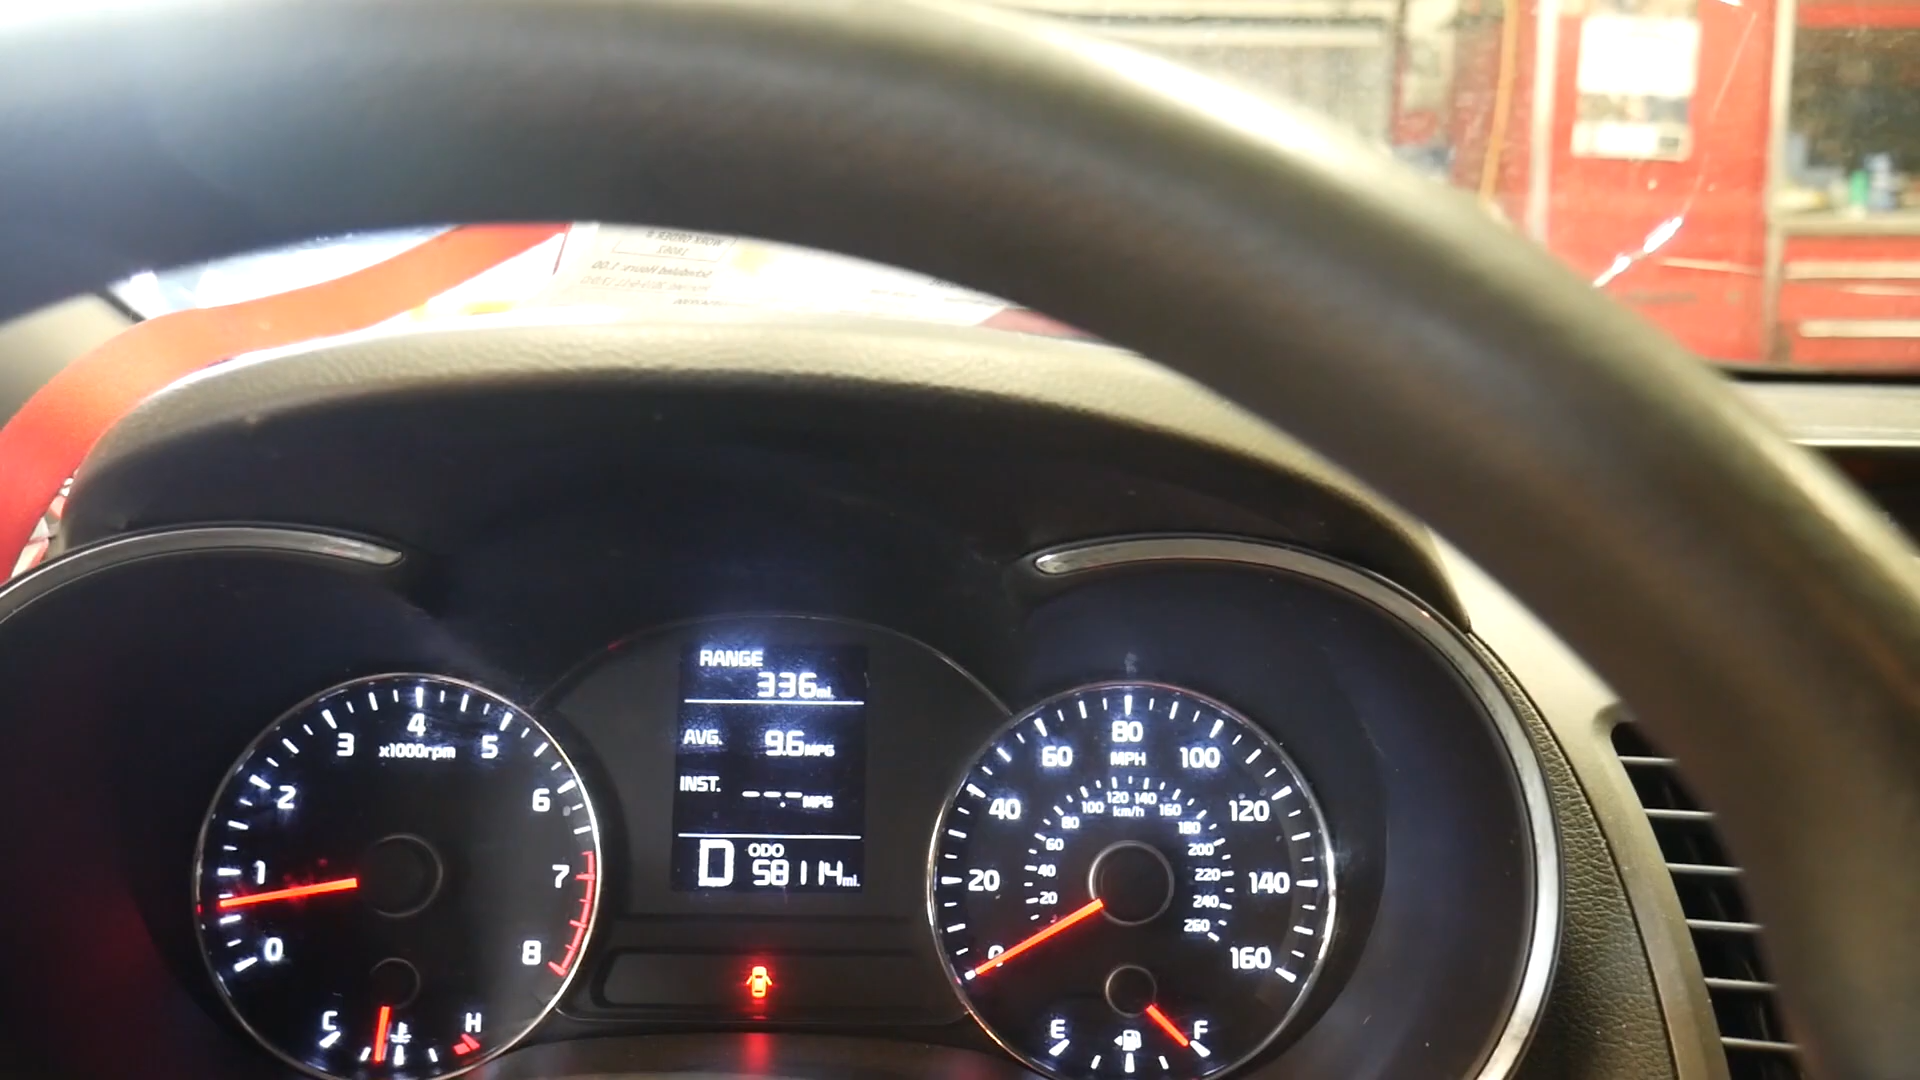 RANGE
336mi.
AVG. 9.6MPG
INST. --.-MPG
D ODO
58114mi.
0
1
2
3
4
5
6
7
8
x1000rpm
C H
0
20
40
60
80
100
120
140
160
MPH
20
40
60
80
100
120
140
160
180
200
220
240
260
km/h
E F